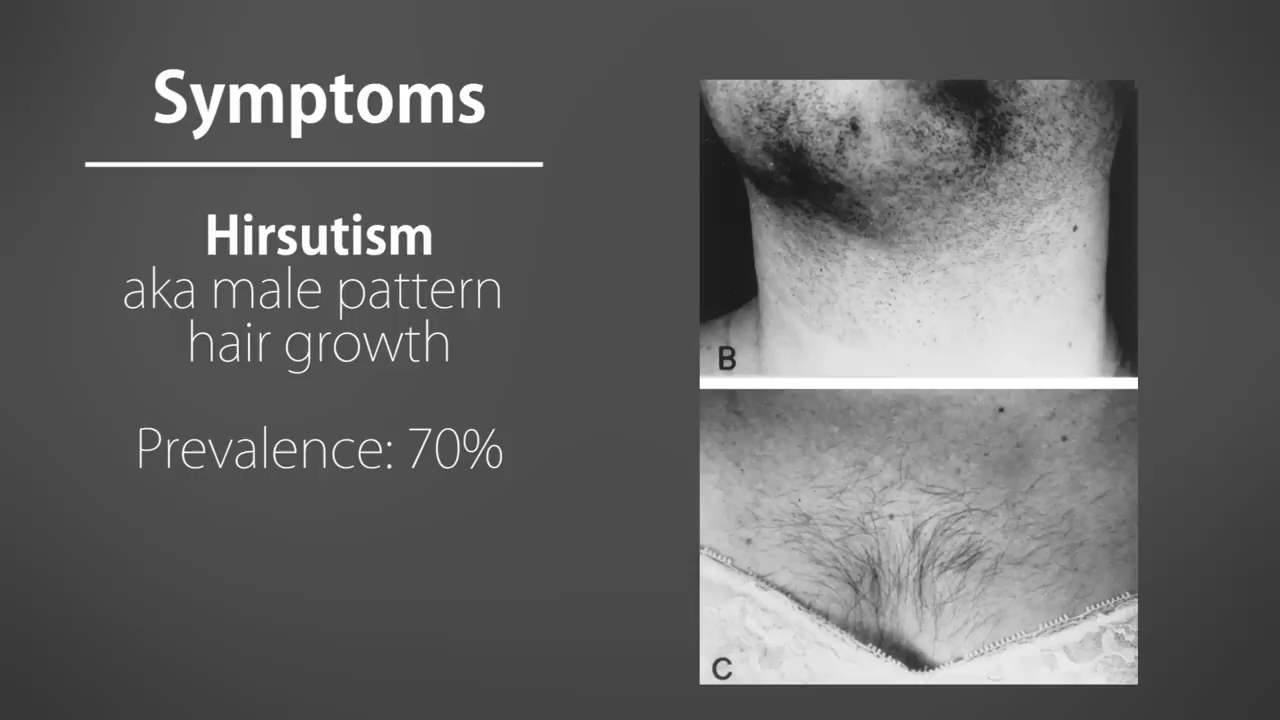 Symptoms
Hirsutism
aka male pattern
hair growth
Prevalence: 70%
B
C